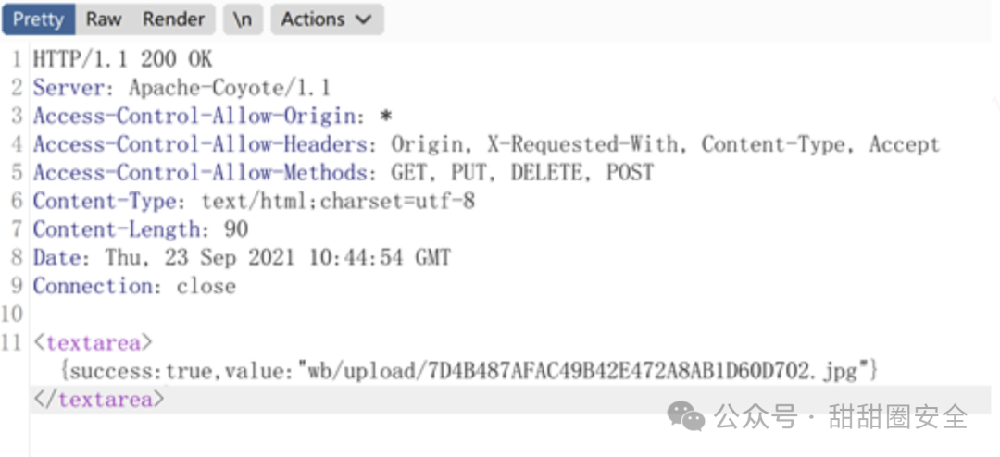 Pretty Raw Render \n Actions
1 HTTP/1.1 200 OK
2 Server: Apache-Coyote/1.1
3 Access-Control-Allow-Origin: *
4 Access-Control-Allow-Headers: Origin, X-Requested-With, Content-Type, Accept
5 Access-Control-Allow-Methods: GET, PUT, DELETE, POST
6 Content-Type: text/html;charset=utf-8
7 Content-Length: 90
8 Date: Thu, 23 Sep 2021 10:44:54 GMT
9 Connection: close
10
11 <textarea>
{success:true,value:"wb/upload/7D4B487AFAC49B42E472A8AB1D60D702.jpg"}
</textarea>
公众号 · 甜甜圈安全